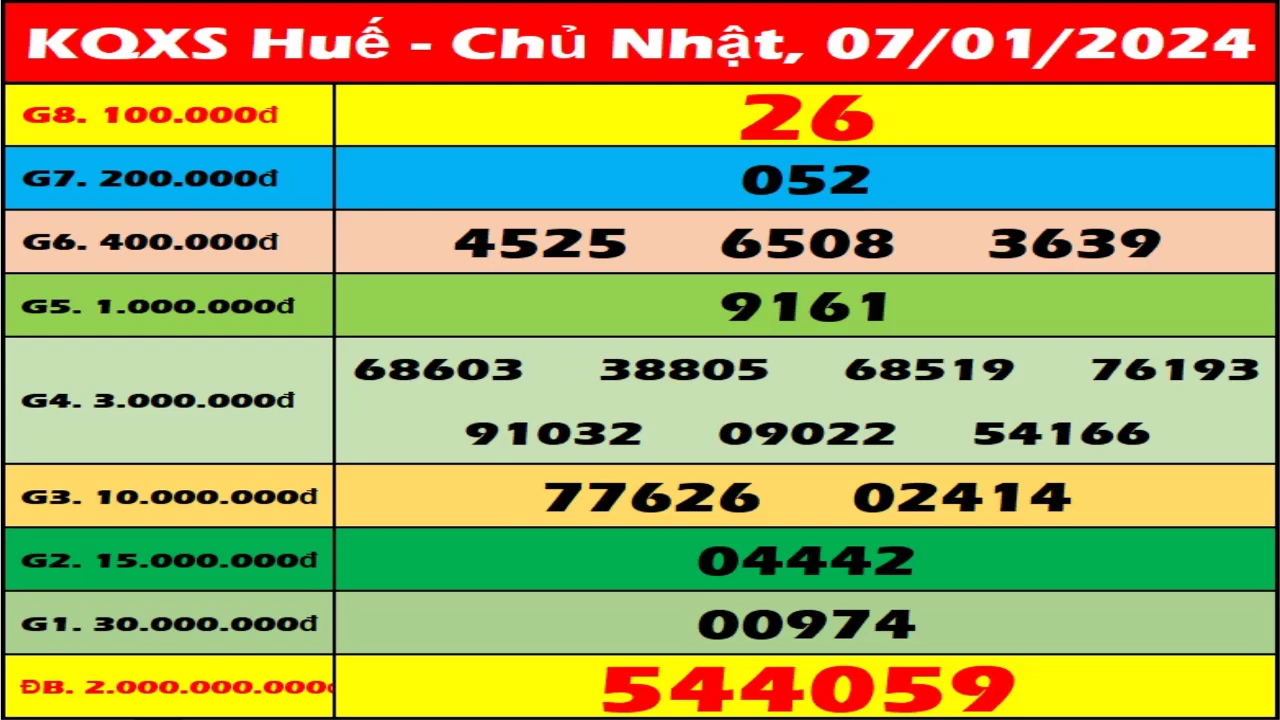 KQXS Huế - Chủ Nhật, 07/01/2024
G8. 100.000đ 26
G7. 200.000đ 052
G6. 400.000đ 4525 6508 3639
G5. 1.000.000đ 9161
68603 38805 68519 76193
G4. 3.000.000đ
91032 09022 54166
G3. 10.000.000đ 77626 02414
G2. 15.000.000đ 04442
G1. 30.000.000đ 00974
ĐB. 2.000.000.000đ 544059